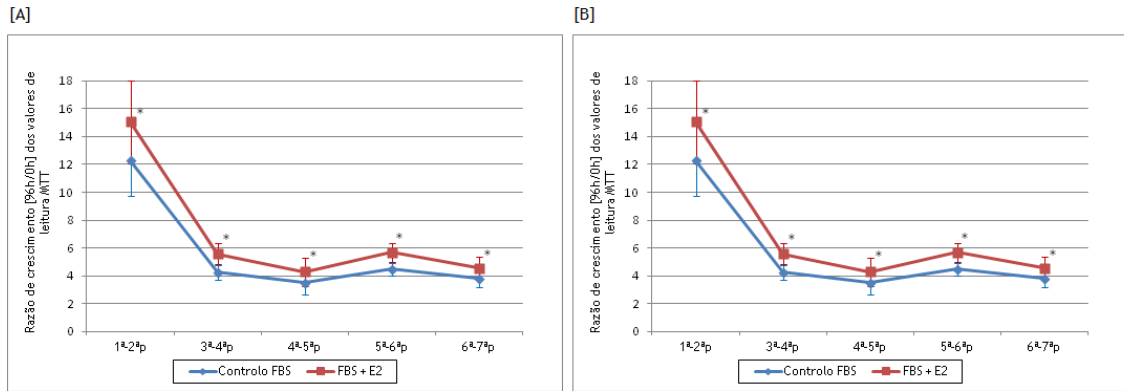 [A]
Razão de crescimento [96h/0h] dos valores de
leitura MTT
18
16
14
12
10
8
6
4
2
0
*
*
*
*
*
1ª-2ªp
3ª-4ªp
4ª-5ªp
5ª-6ªp
6ª-7ªp
Controlo FBS
FBS + E2
[B]
Razão de crescimento [96h/0h] dos valores de
leitura MTT
18
16
14
12
10
8
6
4
2
0
*
*
*
*
*
1ª-2ªp
3ª-4ªp
4ª-5ªp
5ª-6ªp
6ª-7ªp
Controlo FBS
FBS + E2